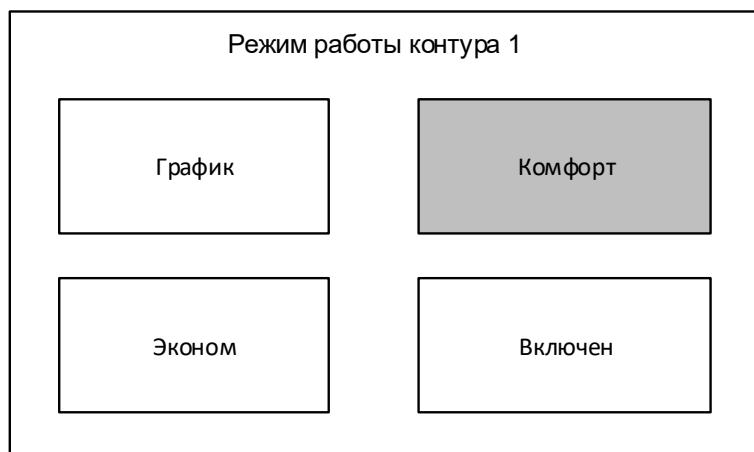 Режим работы контура 1
График
Комфорт
Эконом
Включен